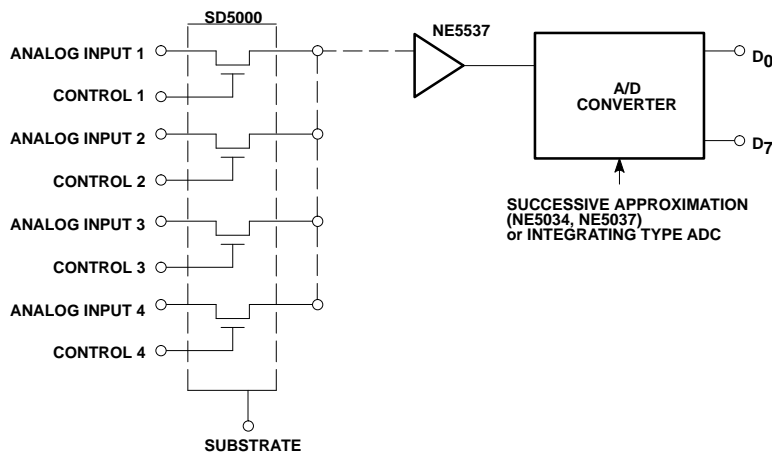 SD5000
ANALOG INPUT 1
NE5537
D0
CONTROL 1
A/D
CONVERTER
ANALOG INPUT 2
D7
CONTROL 2
SUCCESSIVE APPROXIMATION
(NE5034, NE5037)
or INTEGRATING TYPE ADC
ANALOG INPUT 3
CONTROL 3
ANALOG INPUT 4
CONTROL 4
SUBSTRATE